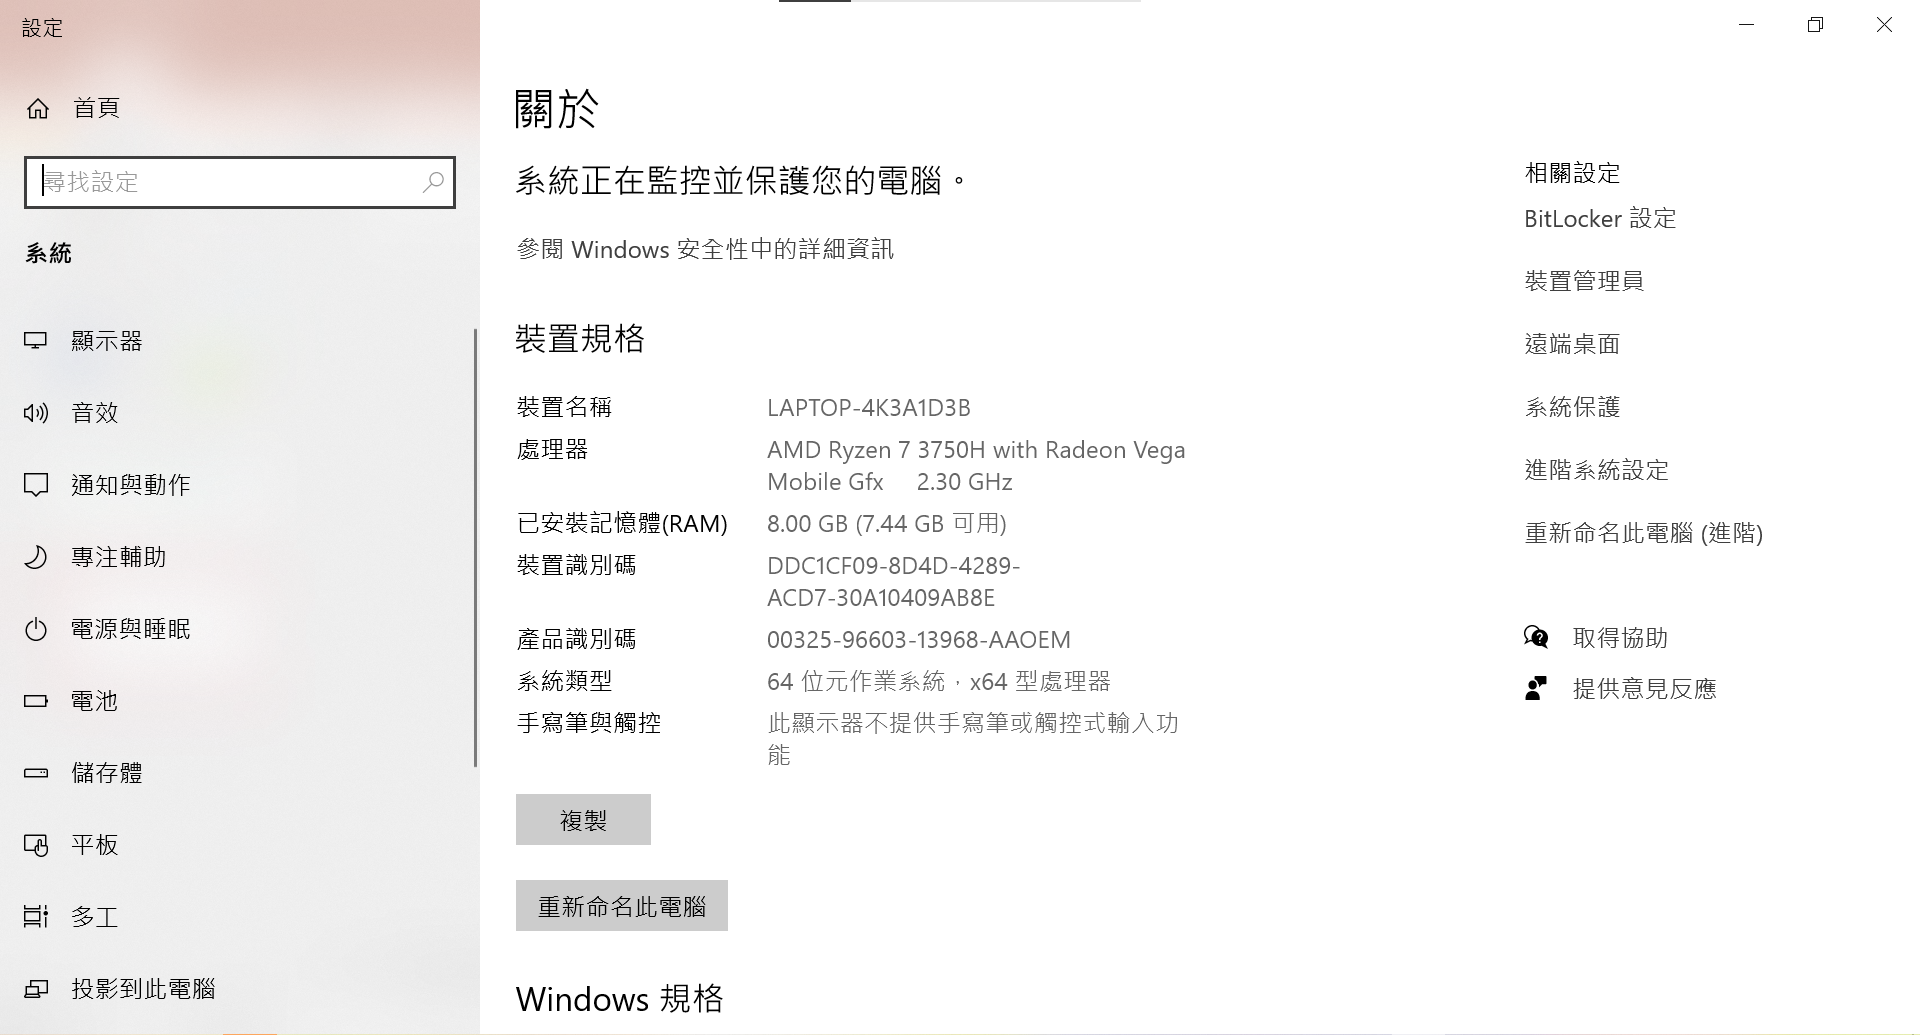 設定
首頁
尋找設定
系統
顯示器
音效
通知與動作
專注輔助
電源與睡眠
電池
儲存體
平板
多工
投影到此電腦
關於
系統正在監控並保護您的電腦。
參閱 Windows 安全性中的詳細資訊
裝置規格
裝置名稱 LAPTOP-4K3A1D3B
處理器 AMD Ryzen 7 3750H with Radeon Vega
Mobile Gfx 2.30 GHz
已安裝記憶體(RAM) 8.00 GB (7.44 GB 可用)
裝置識別碼 DDC1CF09-8D4D-4289-
ACD7-30A10409AB8E
產品識別碼 00325-96603-13968-AAOEM
系統類型 64 位元作業系統，x64 型處理器
手寫筆與觸控 此顯示器不提供手寫筆或觸控式輸入功
能
複製
重新命名此電腦
Windows 規格
相關設定
BitLocker 設定
裝置管理員
遠端桌面
系統保護
進階系統設定
重新命名此電腦 (進階)
取得協助
提供意見反應